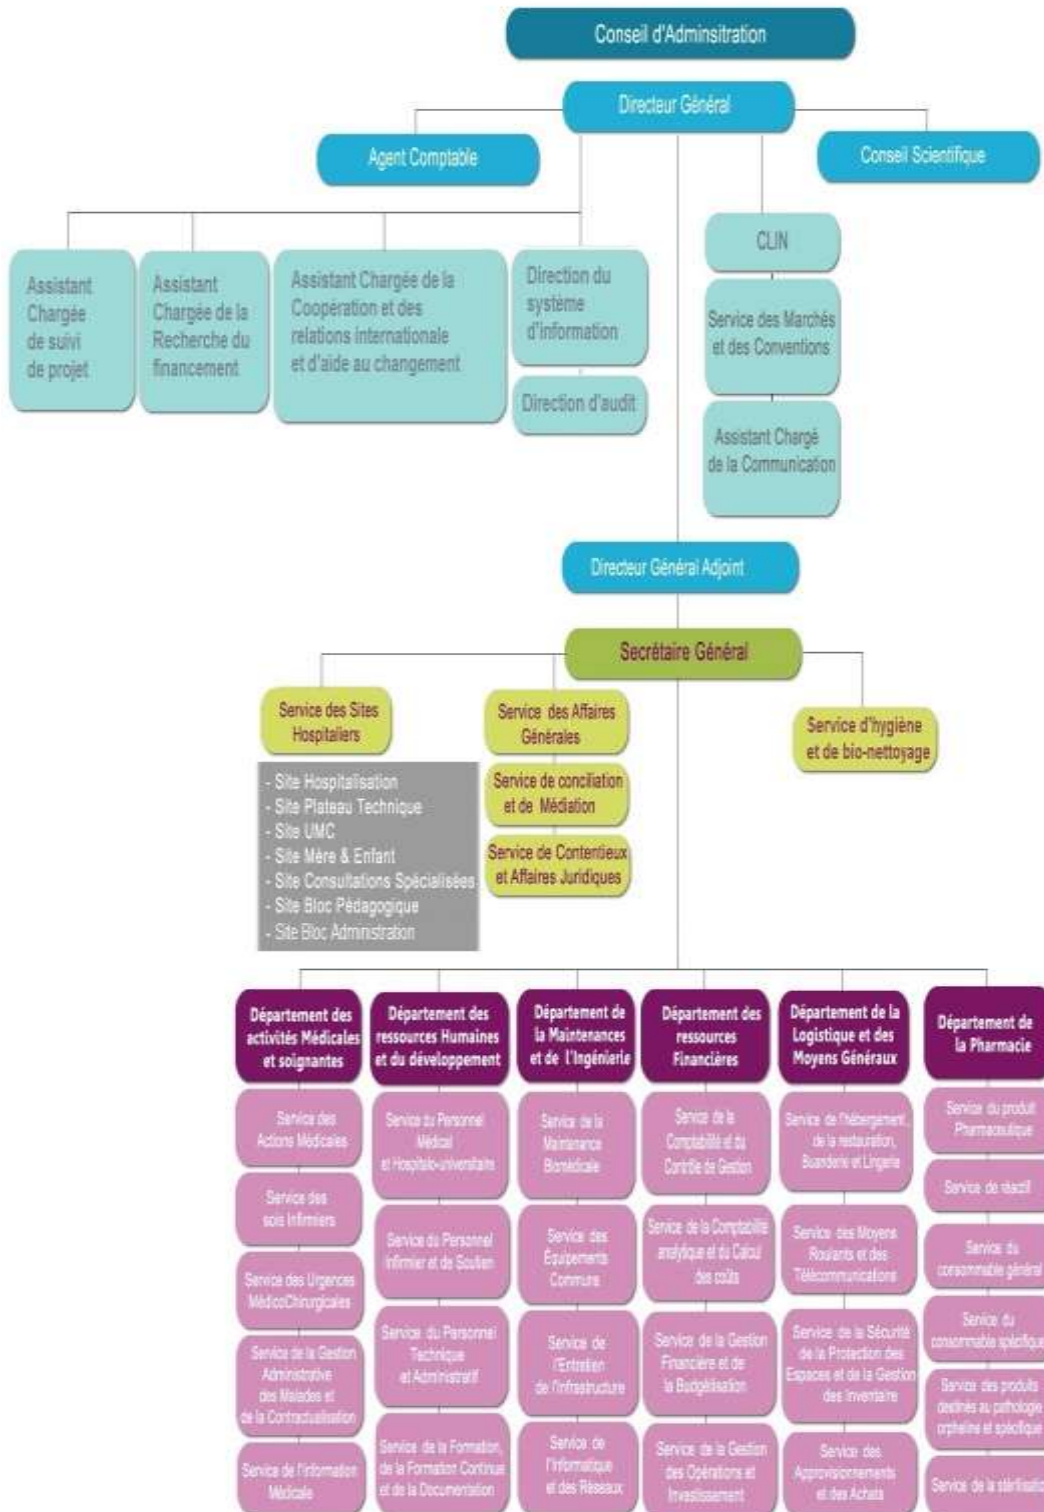 Conseil d'Adminsitration
Directeur Général
Agent Comptable
Conseil Scientifique
Assistant
Chargée
de suivi
de projet
Assistant
Chargée de la
Recherche du
financement
Assistant Chargée de la
Coopération et des
relations internationale
et d'aide au changement
Direction du
système
d'information
Direction d'audit
CLIN
Service des Marchés
et des Conventions
Assistant Chargé
de la Communication
Directeur Général Adjoint
Secrétaire Général
Service des Sites
Hospitaliers
- Site Hospitalisation
- Site Plateau Technique
- Site UMC
- Site Mère & Enfant
- Site Consultations Spécialisées
- Site Bloc Pédagogique
- Site Bloc Administration
Service des Affaires
Générales
Service de conciliation
et de Médiation
Service de Contentieux
et Affaires Juridiques
Service d'hygiène
et de bio-nettoyage
Département des
activités Médicales
et soignantes
Service des
Actions Médicales
Service des
sois Infirmiers
Service des Urgences
MédicoChirurgicales
Service de la Gestion
Administrative
des Malades et
de la Contractualisation
Service de l'information
Médicale
Département des
ressources Humaines
et du développement
Service du Personnel
Médical
et Hospitalo-universitaire
Service du Personnel
Infirmier et de Soutien
Service du Personnel
Technique
et Administratif
Service de la Formation,
de la Formation Continue
et de la Documentation
Département de
la Maintenances
et de l'Ingénierie
Service de la
Maintenance
Biomédicale
Service des
Équipements
Communs
Service de
l'Entretien
de l'Infrastructure
Service de
l'Informatique
et des Réseaux
Département des
ressources
Financières
Service de la
Comptabilité et du
Contrôle de Gestion
Service de la Comptabilité
analytique et du Calcul
des coûts
Service de la Gestion
Financière et de
la Budgétisation
Service de la Gestion
des Opérations et
Investissement
Département de la
Logistique et des
Moyens Généraux
Service de l'hébergement,
de la restauration,
Buanderie et Lingerie
Service des Moyens
Roulants et des
Télécommunications
Service de la Sécurité
de la Protection des
Espaces et de la Gestion
des Inventaire
Service des
Approvisionnements
et des Achats
Département de
la Pharmacie
Service du produit
Pharmaceutique
Service de réactif
Service du
consommable général
Service du
consommable spécifique
Service des produits
destinés au pathologie
orpheline et spécifique
Service de la stérilisation